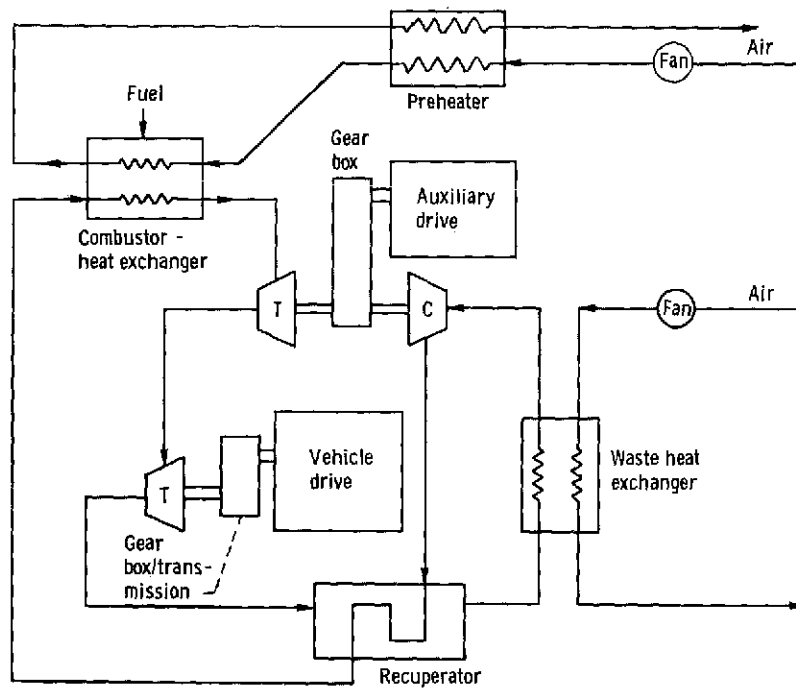 Air
Fan
Preheater
Fuel
Gear
box
Auxiliary
drive
Combustor -
heat exchanger
T
C
Air
Fan
Vehicle
drive
Waste heat
exchanger
T
Gear
box/trans-
mission
Recuperator